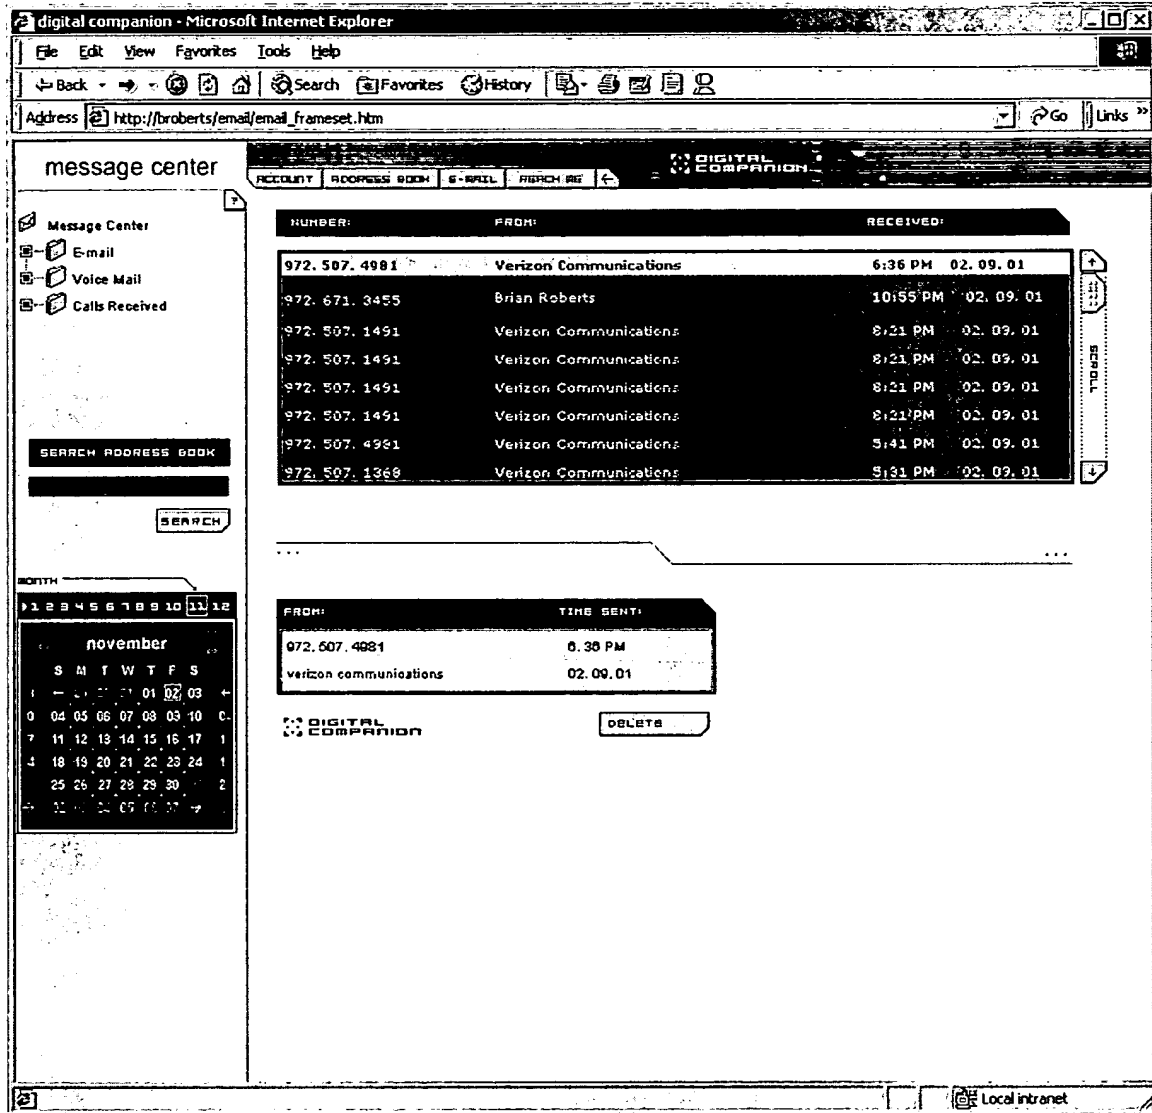 digital companion - Microsoft Internet Explorer
File Edit View Favorites Tools Help
Back Search Favorites History
Address http://broberts/email/email_frameset.htm Go Links »
message center
ACCOUNT ADDRESS BOOK E-MAIL REACH ME
DIGITAL COMPANION
?
Message Center
E-mail
Voice Mail
Calls Received
SEARCH ADDRESS BOOK
SEARCH
MONTH
1 2 3 4 5 6 7 8 9 10 11 12
november
S M T W T F S
01 02 03
04 05 06 07 08 09 10
11 12 13 14 15 16 17
18 19 20 21 22 23 24
25 26 27 28 29 30
NUMBER: FROM: RECEIVED:
972. 507. 4981 Verizon Communications 6:36 PM 02. 09. 01
972. 671. 3455 Brian Roberts 10:55 PM 02. 09. 01
972. 507. 1491 Verizon Communications 8:21 PM 02. 09. 01
972. 507. 1491 Verizon Communications 8:21 PM 02. 09. 01
972. 507. 1491 Verizon Communications 8:21 PM 02. 09. 01
972. 507. 1491 Verizon Communications 8:21 PM 02. 09. 01
972. 507. 4981 Verizon Communications 5:41 PM 02. 09. 01
972. 507. 1368 Verizon Communications 5:31 PM 02. 09. 01
SCROLL
FROM: TIME SENT:
972. 507. 4981 6. 36 PM
verizon communications 02. 09. 01
DIGITAL COMPANION
DELETE
Local intranet